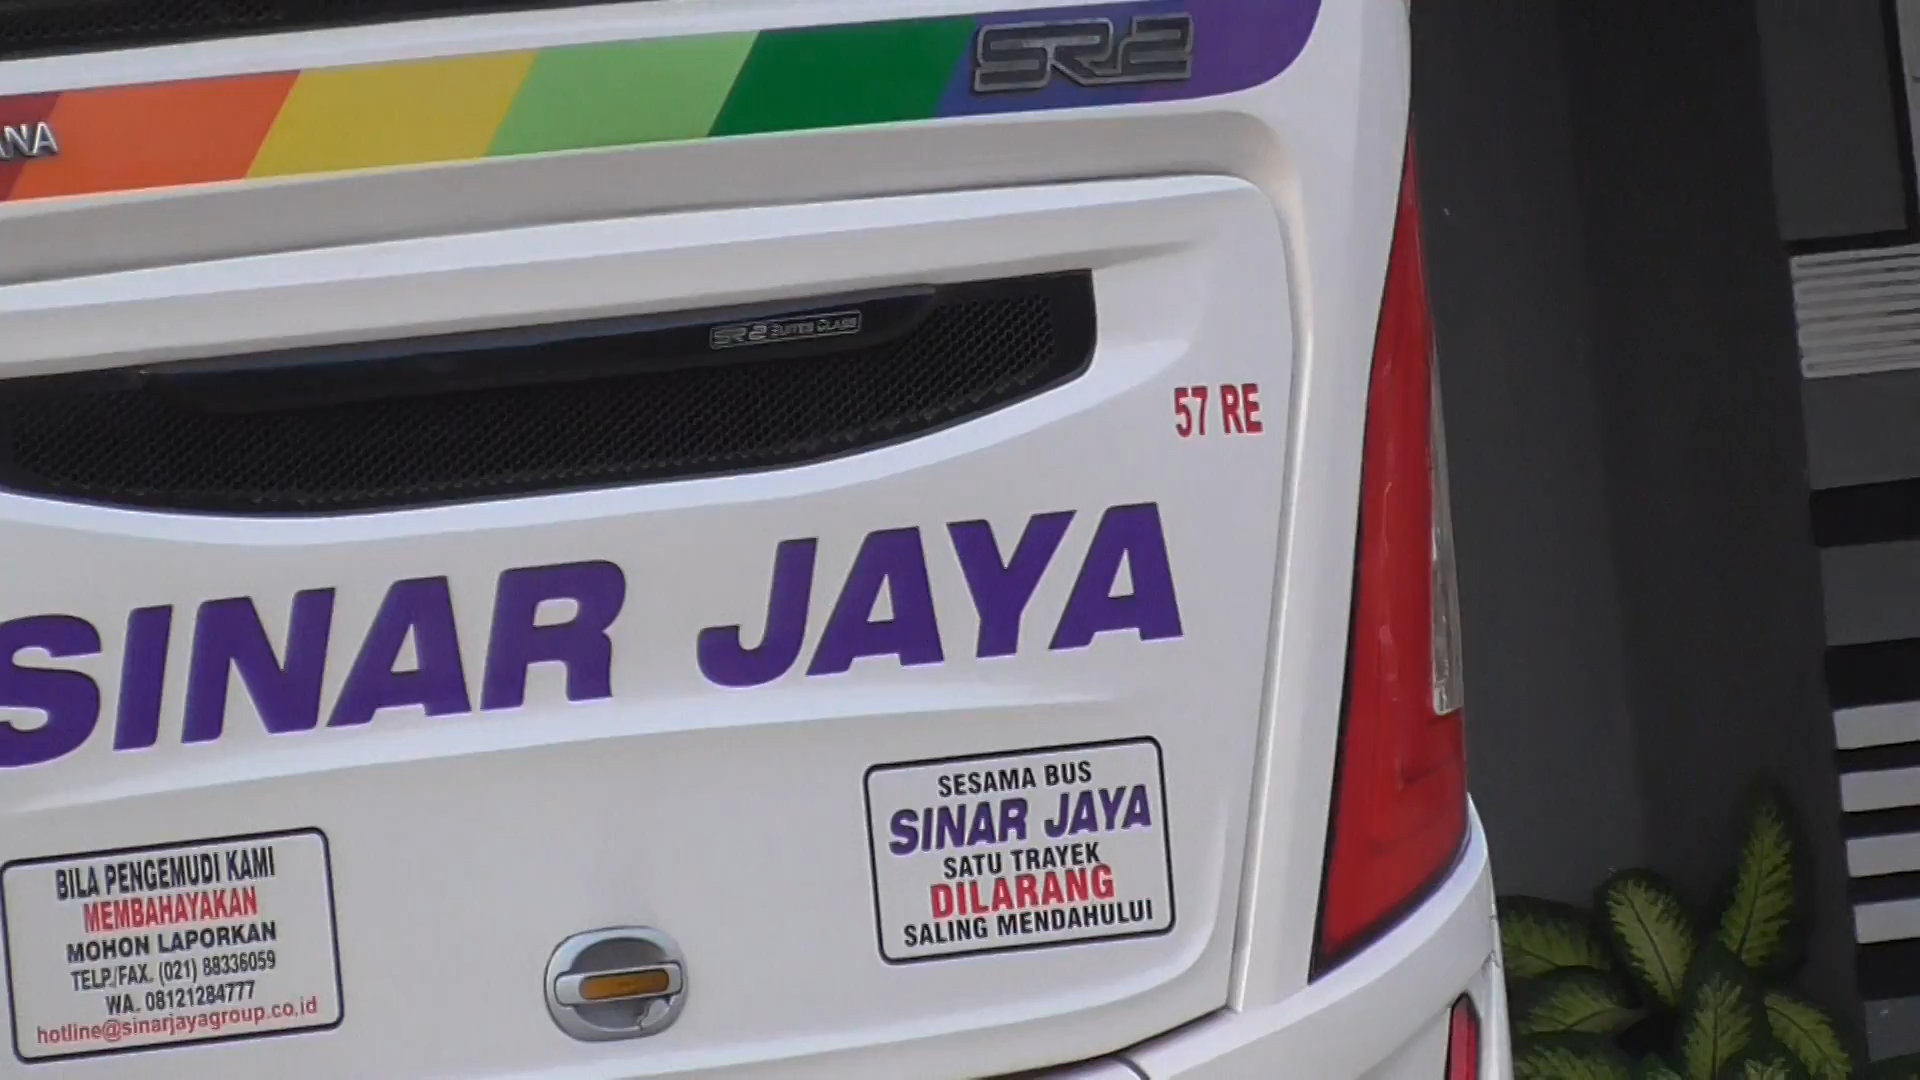 ANA
SR2
SR2 SUITES CLASS
57 RE
SINAR JAYA
SESAMA BUS
SINAR JAYA
SATU TRAYEK
DILARANG
SALING MENDAHULUI
BILA PENGEMUDI KAMI
MEMBAHAYAKAN
MOHON LAPORKAN
TELP./FAX. (021) 88336059
WA. 08121284777
hotline@sinarjayagroup.co.id